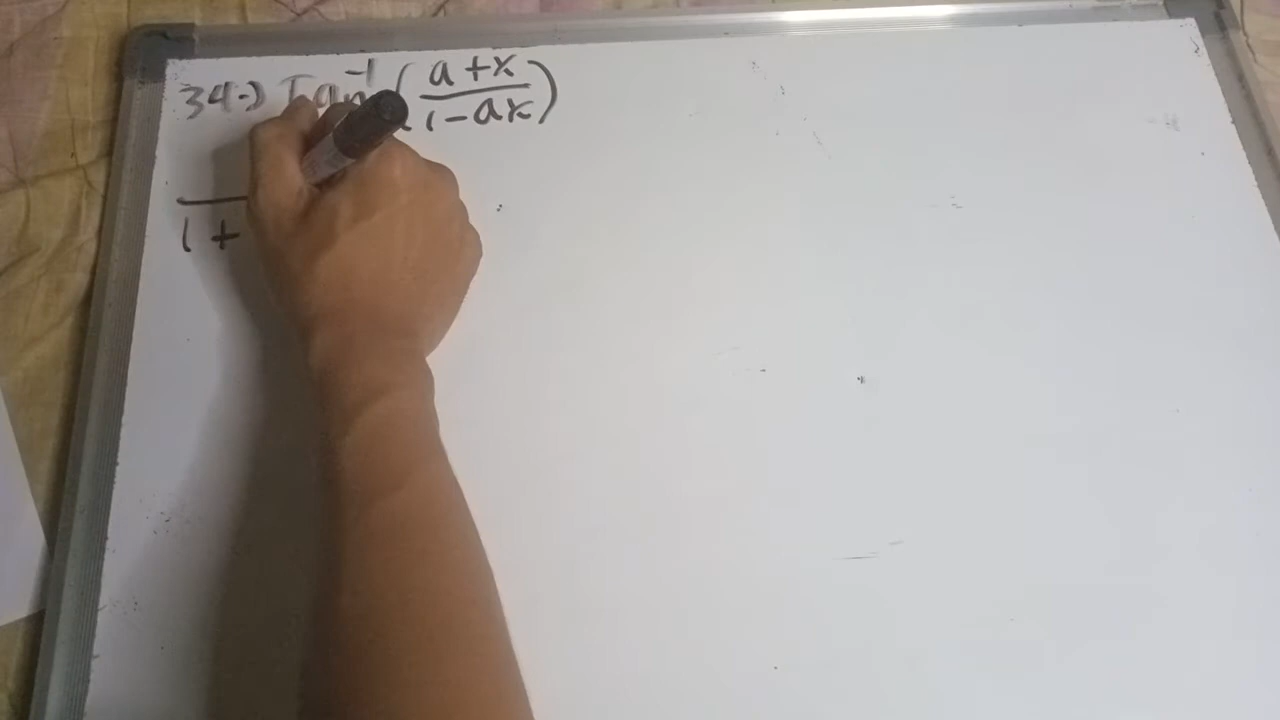 34.) Tan⁻¹ (a+x / 1-ax)
1 +